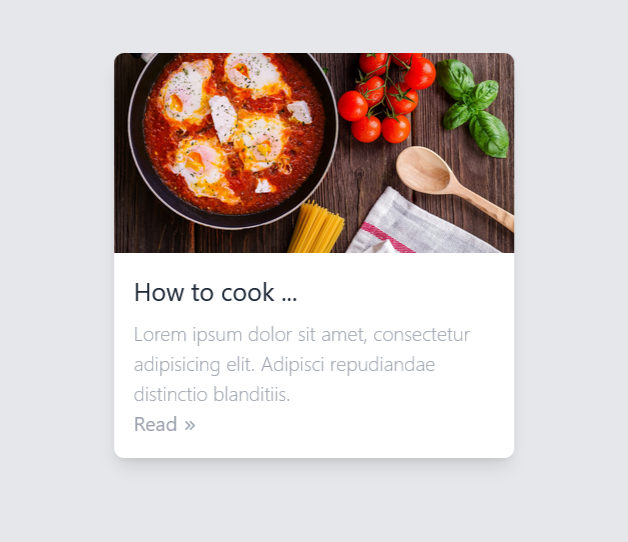 How to cook ...
Lorem ipsum dolor sit amet, consectetur
adipisicing elit. Adipisci repudiandae
distinctio blanditiis.
Read »